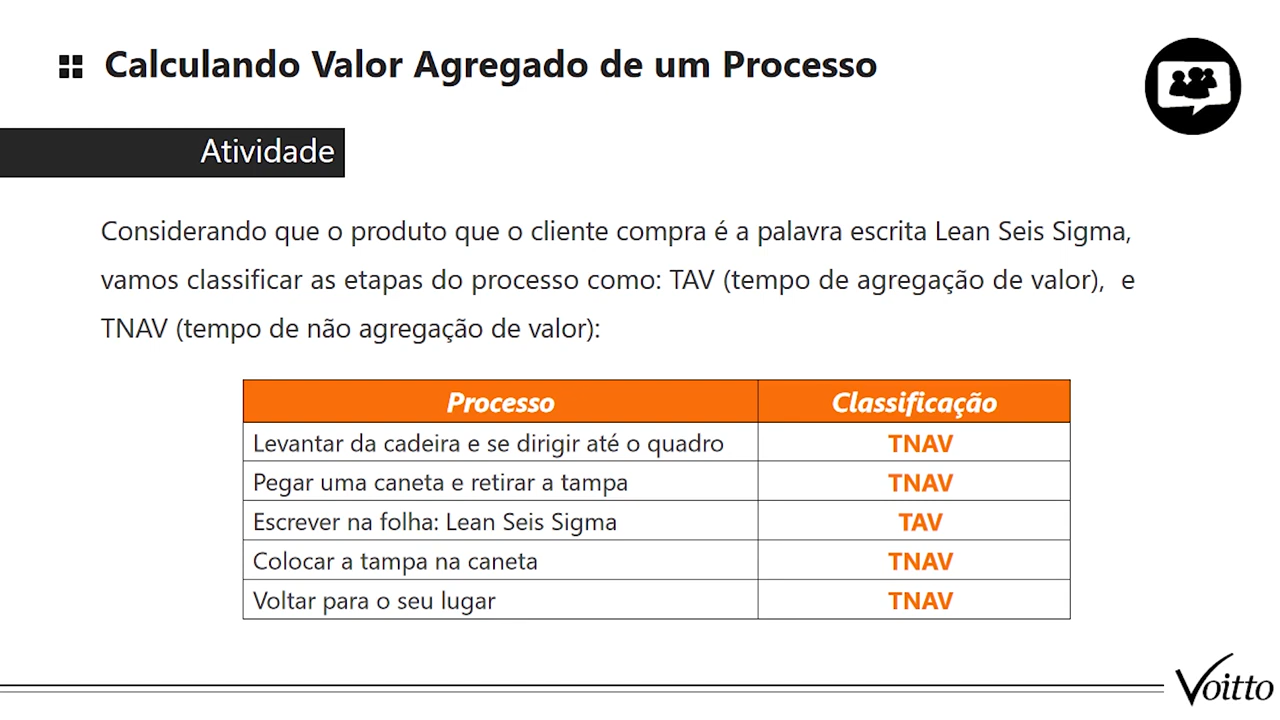 Calculando Valor Agregado de um Processo
Atividade
Considerando que o produto que o cliente compra é a palavra escrita Lean Seis Sigma,
vamos classificar as etapas do processo como: TAV (tempo de agregação de valor),  e
TNAV (tempo de não agregação de valor):
Processo Classificação
Levantar da cadeira e se dirigir até o quadro TNAV
Pegar uma caneta e retirar a tampa TNAV
Escrever na folha: Lean Seis Sigma TAV
Colocar a tampa na caneta TNAV
Voltar para o seu lugar TNAV
Voitto